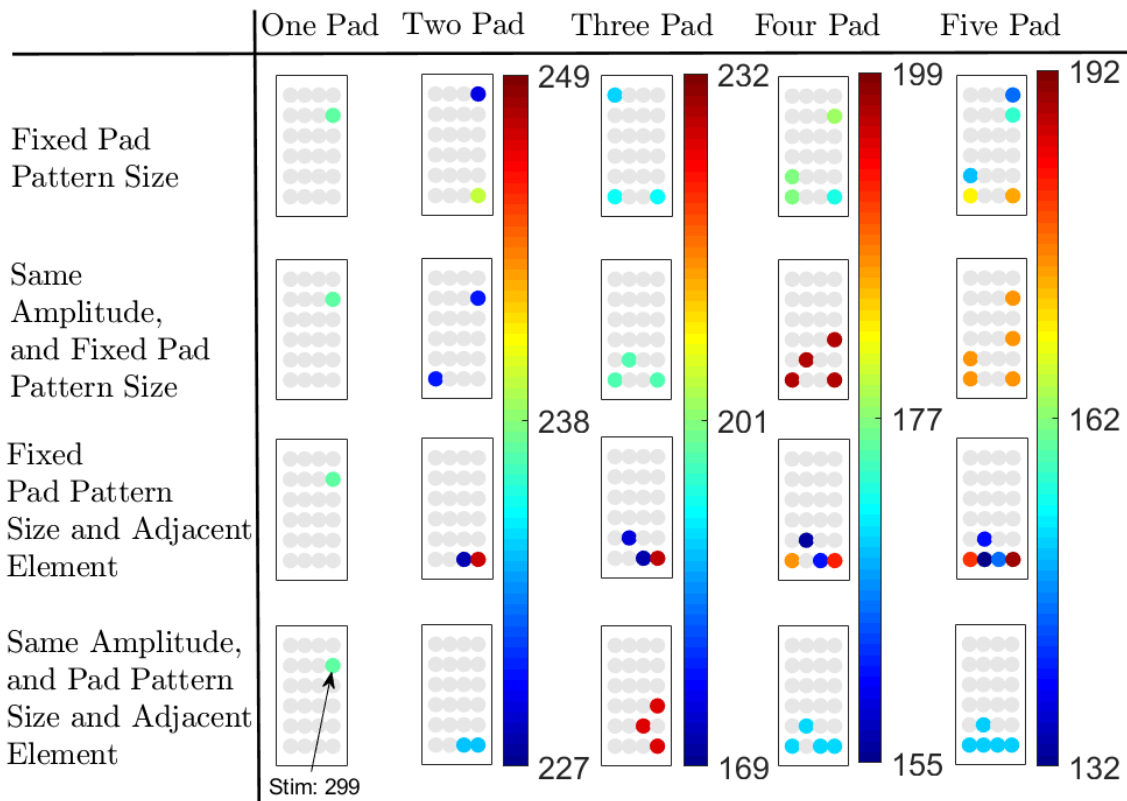 One Pad Two Pad Three Pad Four Pad Five Pad
249 232 199 192
Fixed Pad
Pattern Size
Same
Amplitude,
and Fixed Pad
Pattern Size
238 201 177 162
Fixed
Pad Pattern
Size and Adjacent
Element
Same Amplitude,
and Pad Pattern
Size and Adjacent
Element
227 169 155 132
Stim: 299